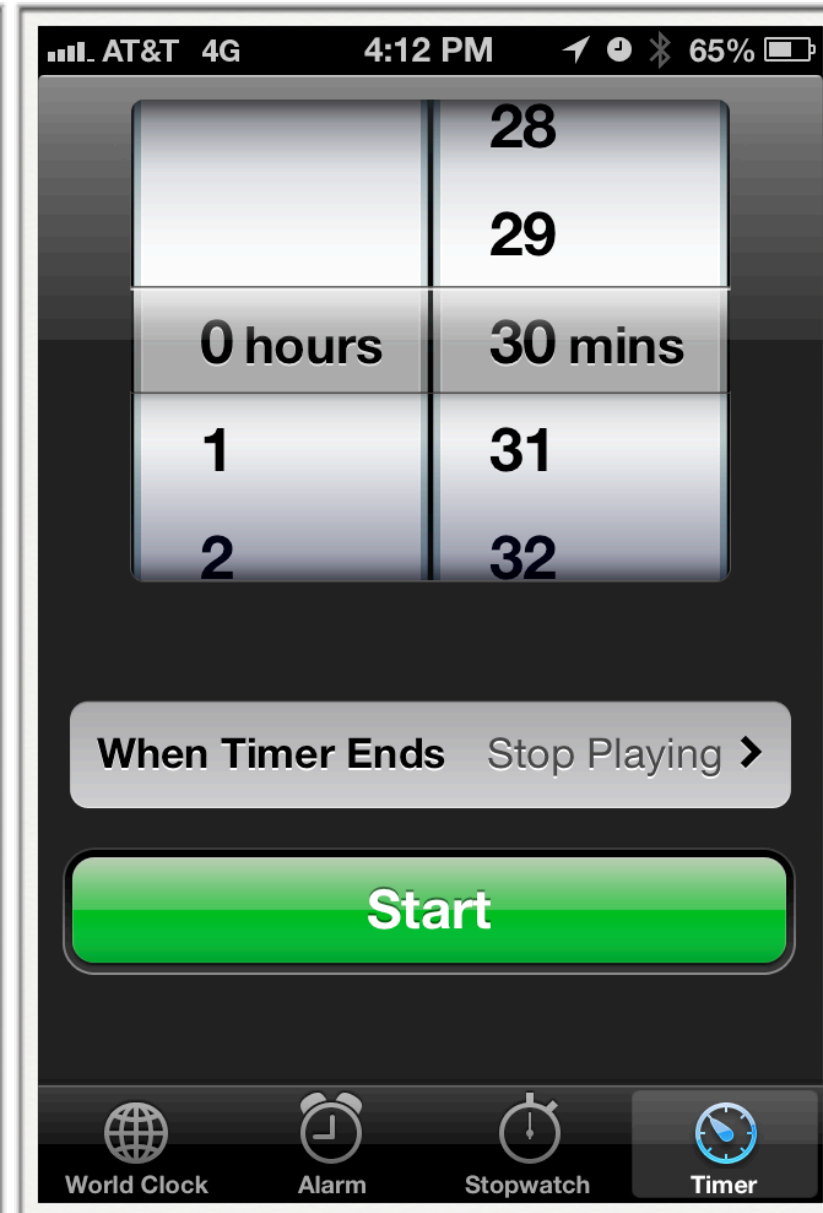 AT&T 4G 4:12 PM 65%
28
29
0 hours 30 mins
1 31
2 32
When Timer Ends Stop Playing
Start
World Clock Alarm Stopwatch Timer